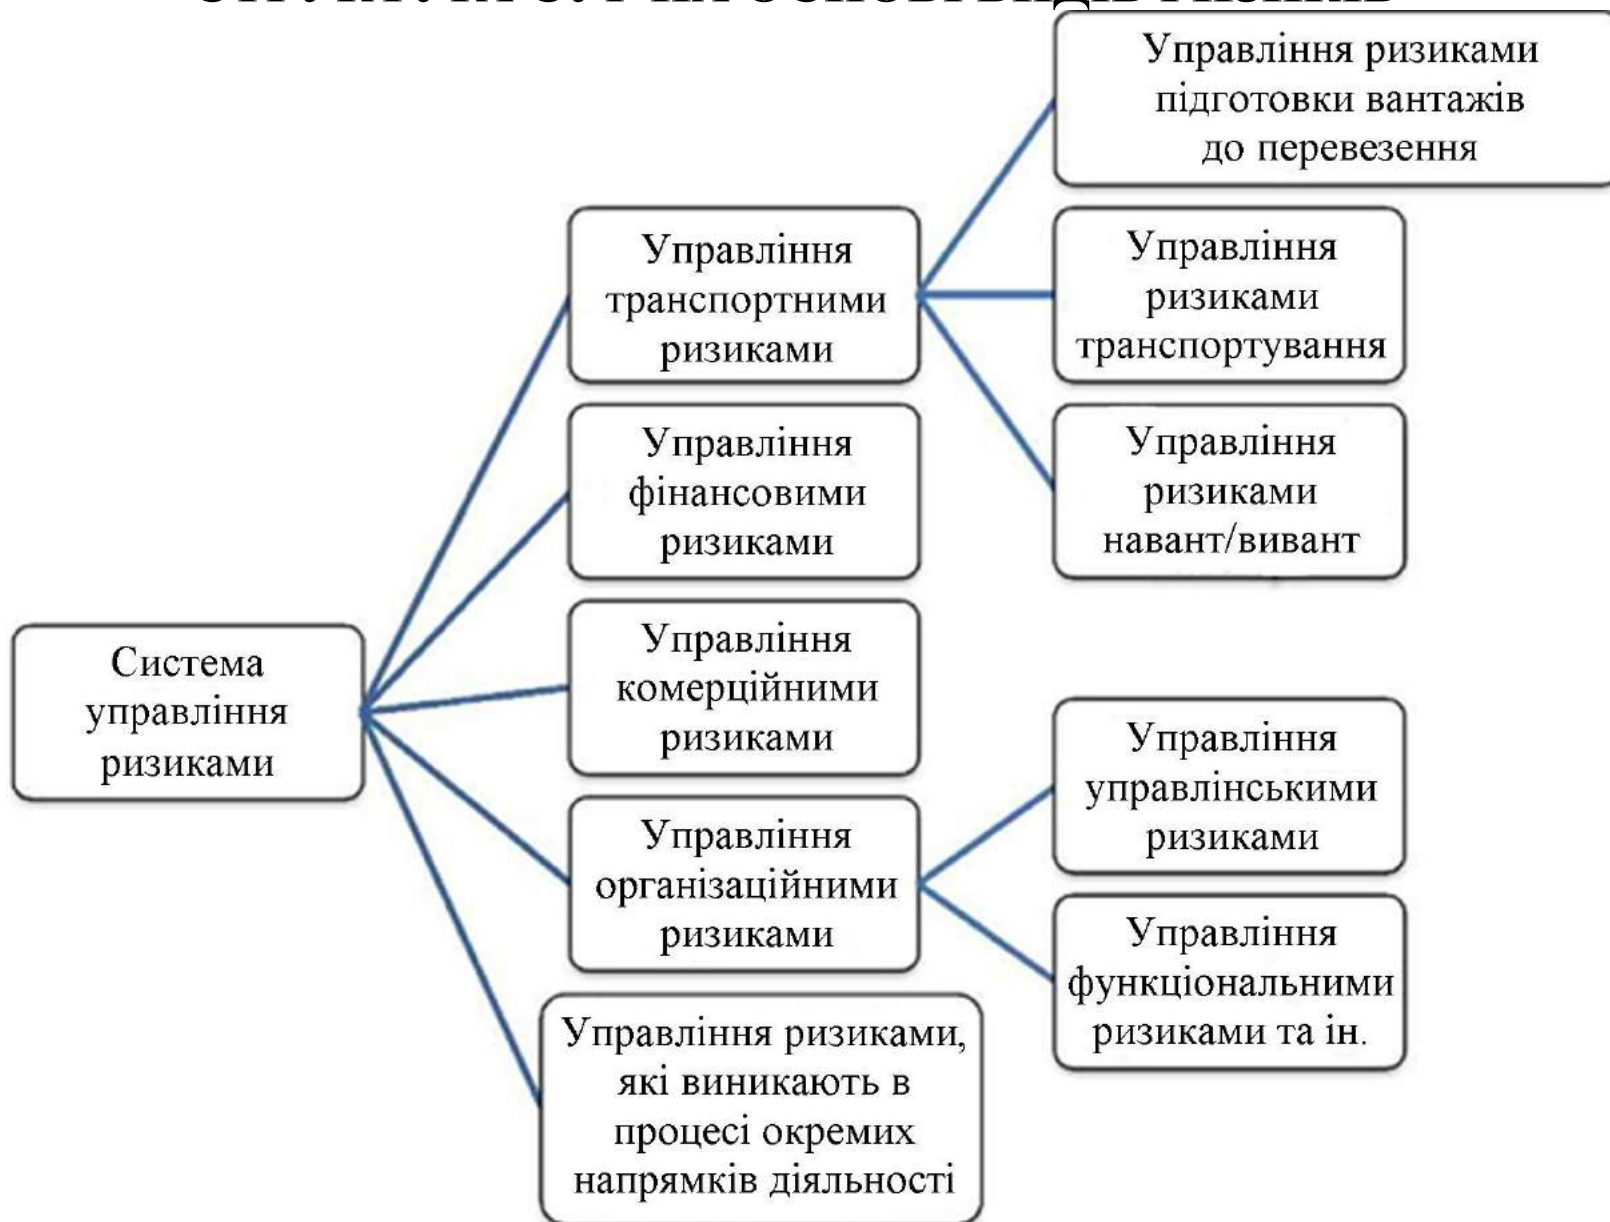 Управління ризиками
підготовки вантажів
до перевезення
Управління
транспортними
ризиками
Управління
ризиками
транспортування
Управління
фінансовими
ризиками
Управління
ризиками
навант/вивант
Система
управління
ризиками
Управління
комерційними
ризиками
Управління
організаційними
ризиками
Управління
управлінськими
ризиками
Управління
функціональними
ризиками та ін.
Управління ризиками,
які виникають в
процесі окремих
напрямків діяльності